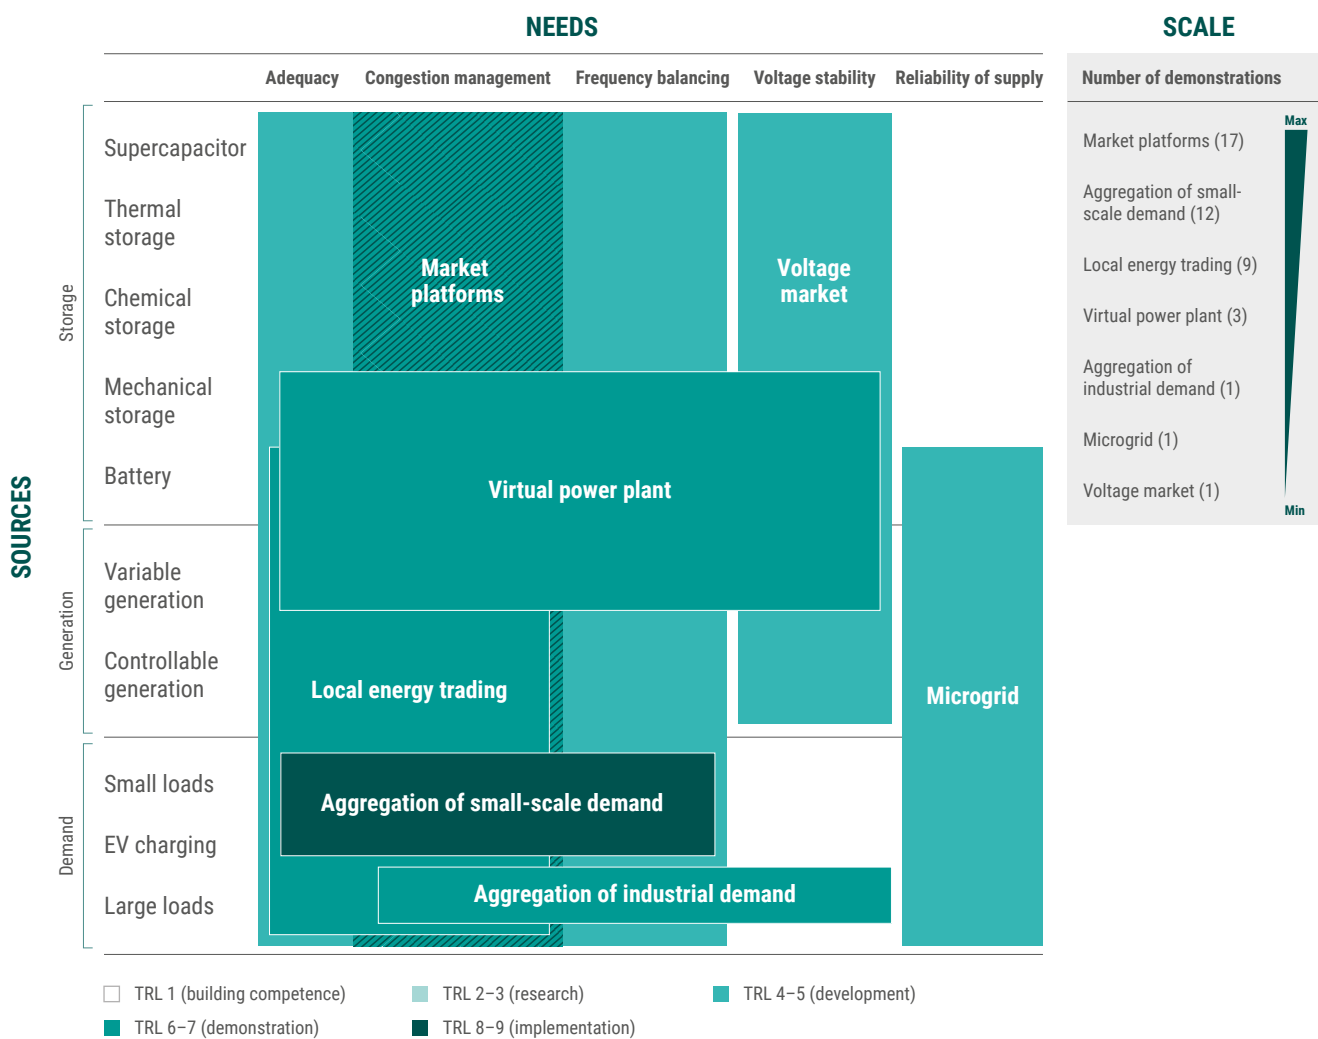 NEEDS
SCALE
Adequacy
Congestion management
Frequency balancing
Voltage stability
Reliability of supply
Number of demonstrations
SOURCES
Storage
Supercapacitor
Thermal
storage
Chemical
storage
Mechanical
storage
Battery
Generation
Variable
generation
Controllable
generation
Demand
Small loads
EV charging
Large loads
Market
platforms
Voltage
market
Virtual power plant
Local energy trading
Microgrid
Aggregation of small-scale demand
Aggregation of industrial demand
Max
Market platforms (17)
Aggregation of small-
scale demand (12)
Local energy trading (9)
Virtual power plant (3)
Aggregation of
industrial demand (1)
Microgrid (1)
Voltage market (1)
Min
TRL 1 (building competence)
TRL 2–3 (research)
TRL 4–5 (development)
TRL 6–7 (demonstration)
TRL 8–9 (implementation)